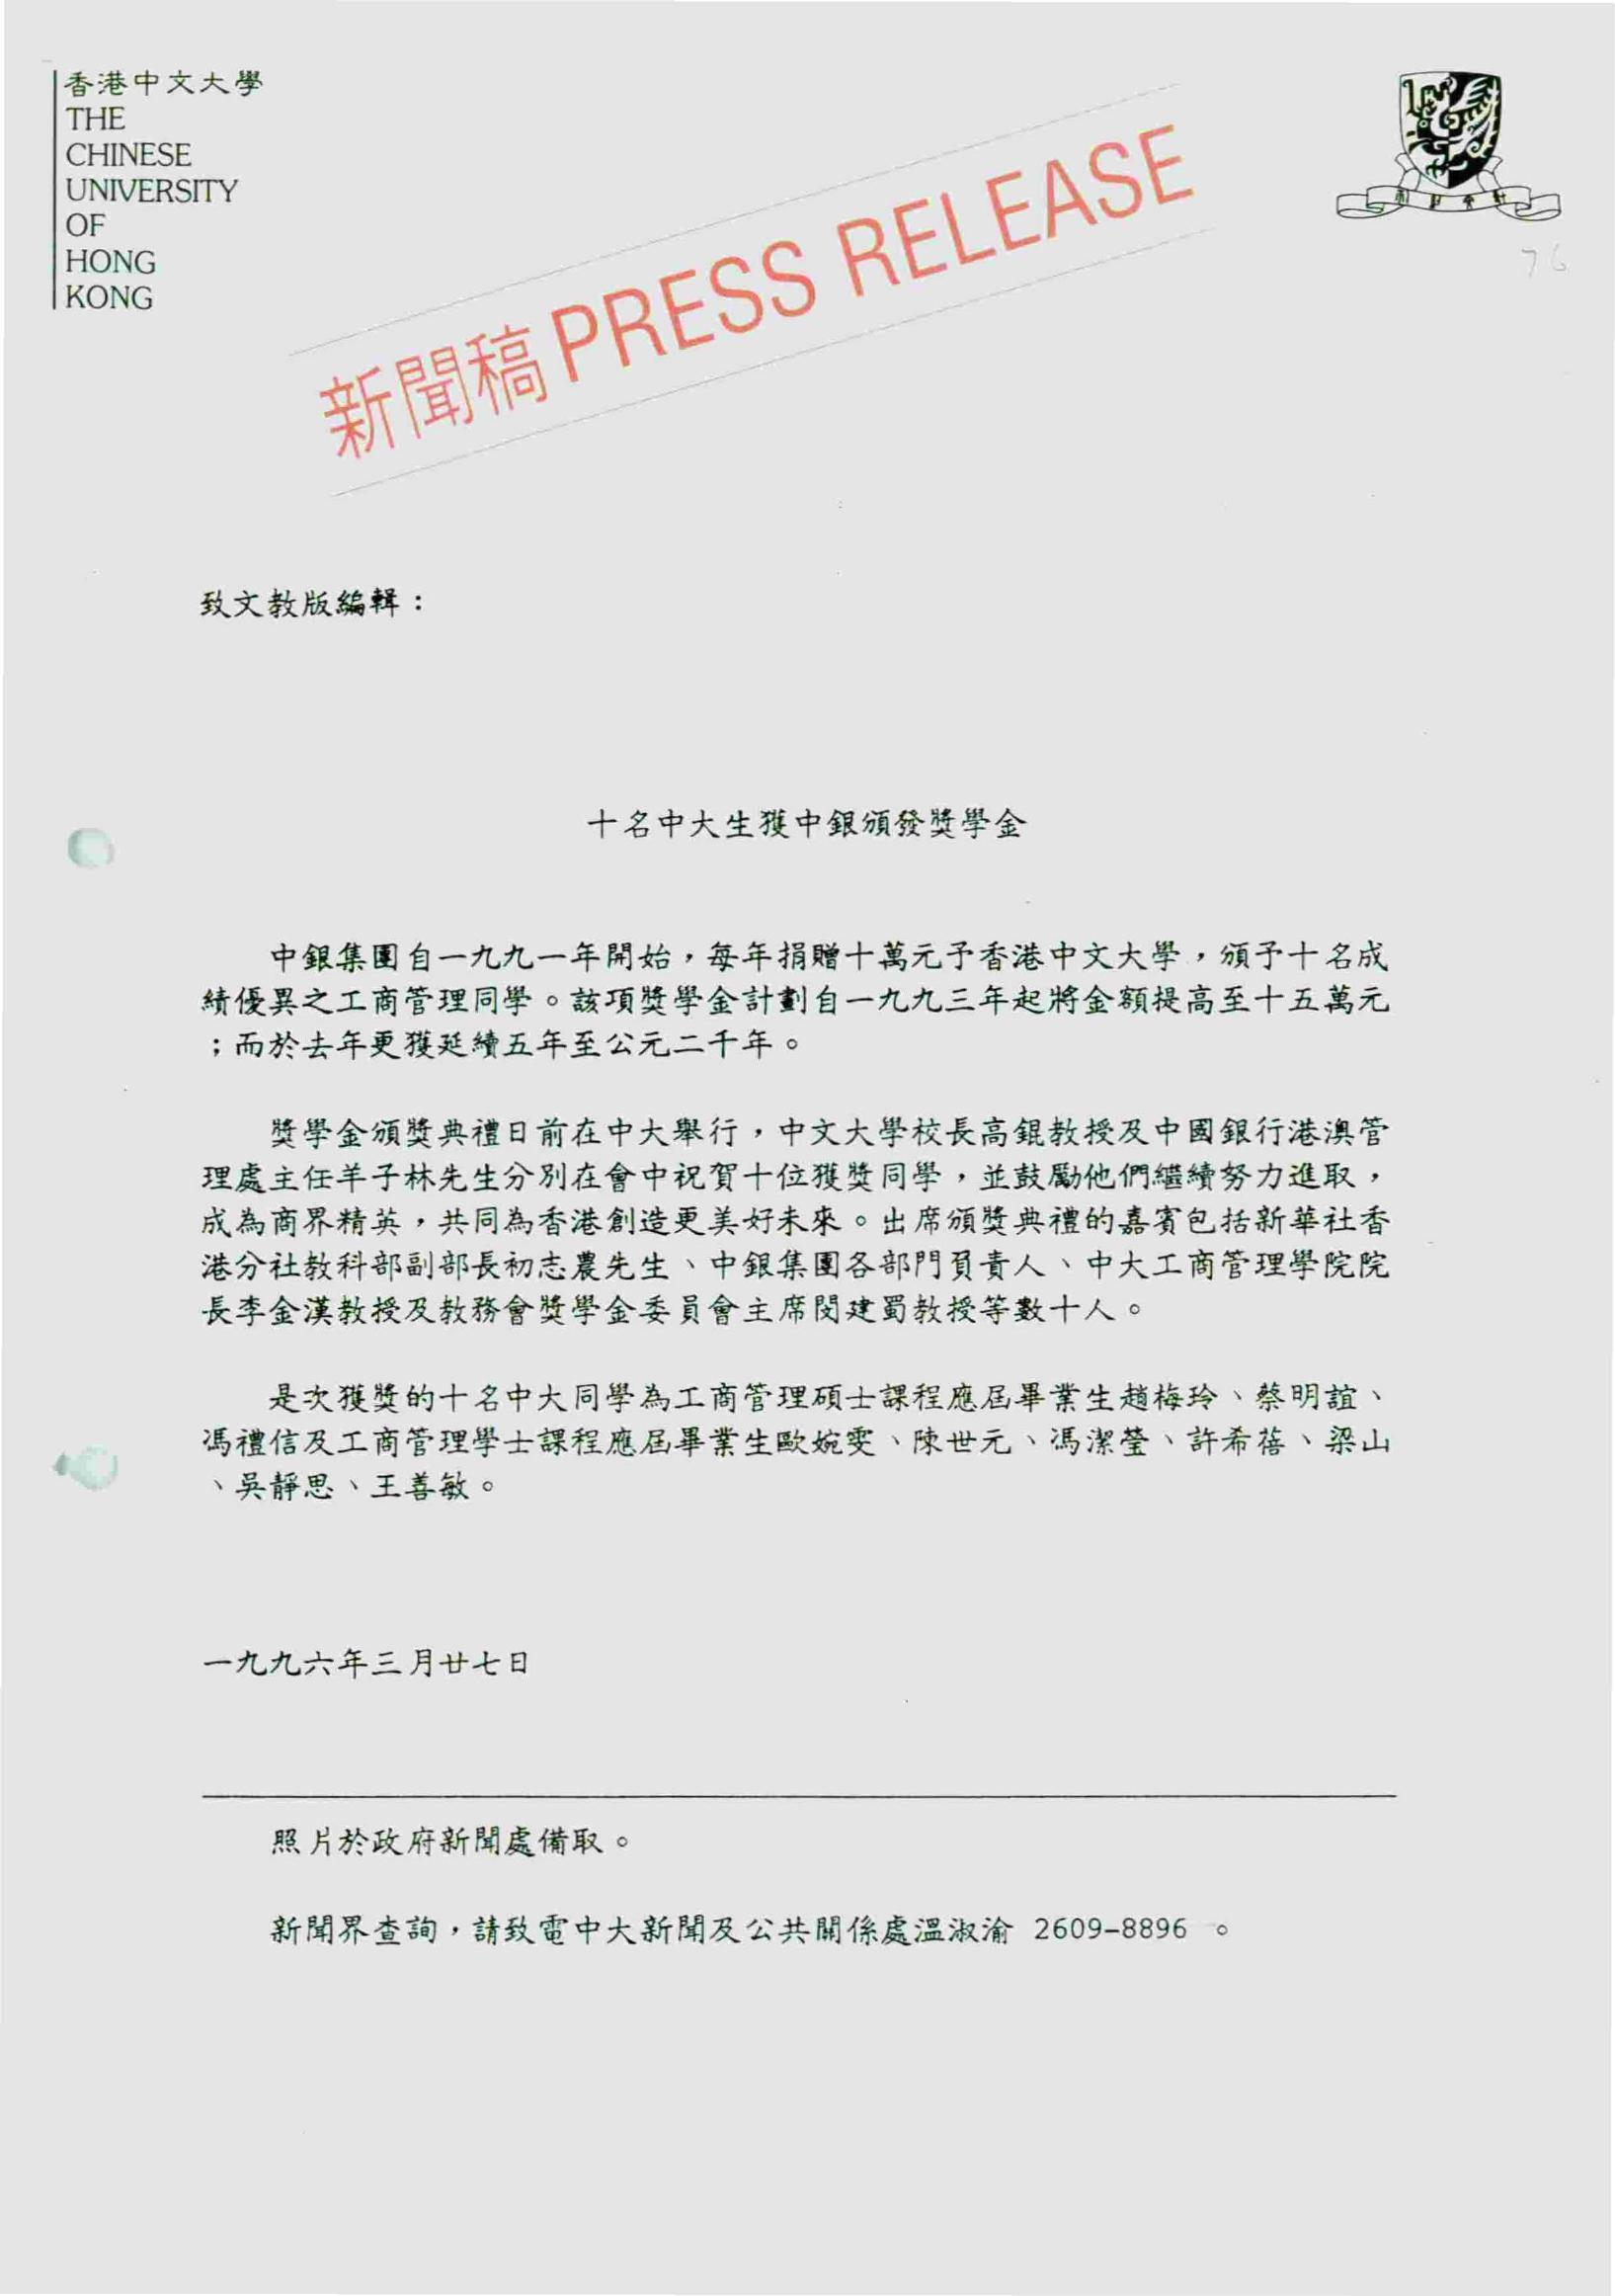 香港中文大學
THE
CHINESE
UNIVERSITY
OF
HONG
KONG
新聞稿 PRESS RELEASE
76
致文教版編輯：
十名中大生獲中銀頒發獎學金
中銀集團自一九九一年開始，每年捐贈十萬元予香港中文大學，頒予十名成
績優異之工商管理同學。該項獎學金計劃自一九九三年起將金額提高至十五萬元
；而於去年更獲延續五年至公元二千年。
獎學金頒獎典禮日前在中大舉行，中文大學校長高錕教授及中國銀行港澳管
理處主任羊子林先生分別在會中祝賀十位獲獎同學，並鼓勵他們繼續努力進取，
成為商界精英，共同為香港創造更美好未來。出席頒獎典禮的嘉賓包括新華社香
港分社教科部副部長初志農先生、中銀集團各部門負責人、中大工商管理學院院
長李金漢教授及教務會獎學金委員會主席閔建蜀教授等數十人。
是次獲獎的十名中大同學為工商管理碩士課程應屆畢業生趙梅玲、蔡明誼、
馮禮信及工商管理學士課程應屆畢業生歐婉雯、陳世元、馮潔瑩、許希蓓、梁山
、吳靜思、王善敏。
一九九六年三月廿七日
照片於政府新聞處備取。
新聞界查詢，請致電中大新聞及公共關係處溫淑渝 2609-8896 。